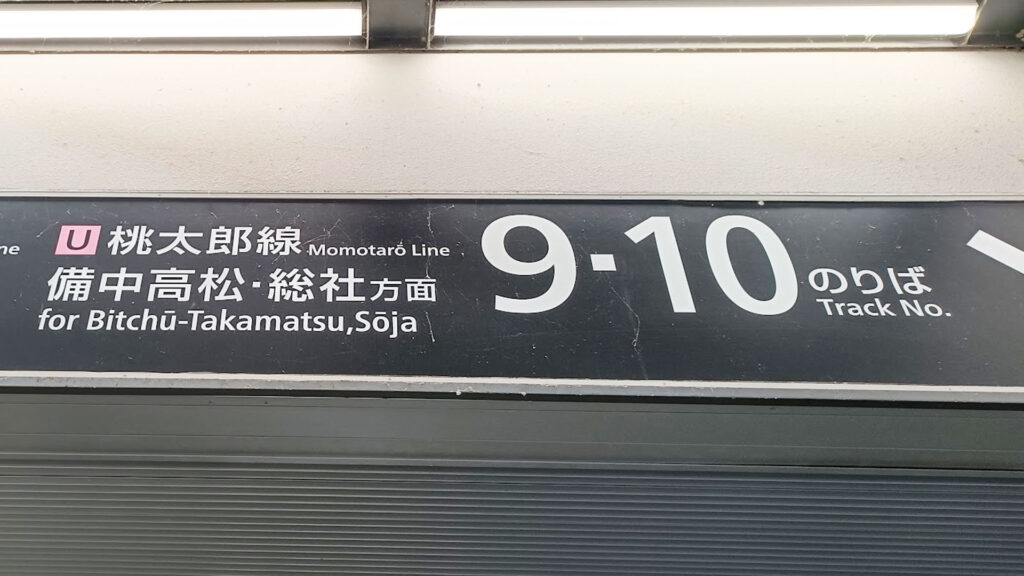 ne
U 桃太郎線 Momotarō Line
備中高松・総社方面
for Bitchū-Takamatsu,Sōja
9・10 のりば
Track No.